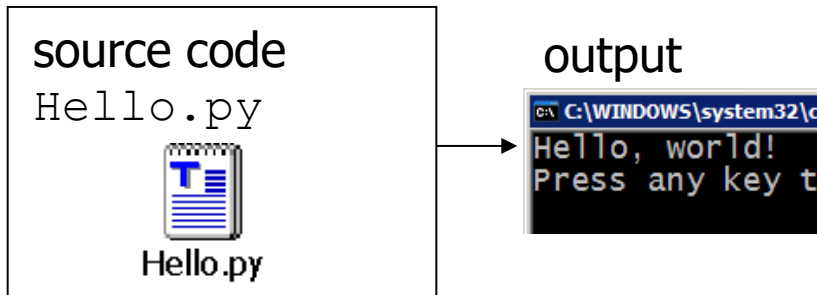 source code
Hello.py
Hello.py
output
C:\WINDOWS\system32\c
Hello, world!
Press any key t